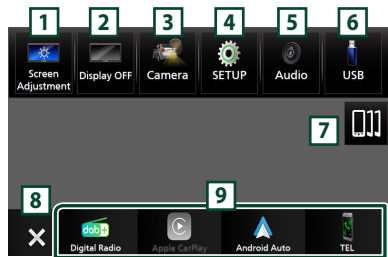 1 2 3 4 5 6
Screen Adjustment Display OFF Camera SETUP Audio USB
7
8 9
dab+
Digital Radio Apple CarPlay Android Auto TEL